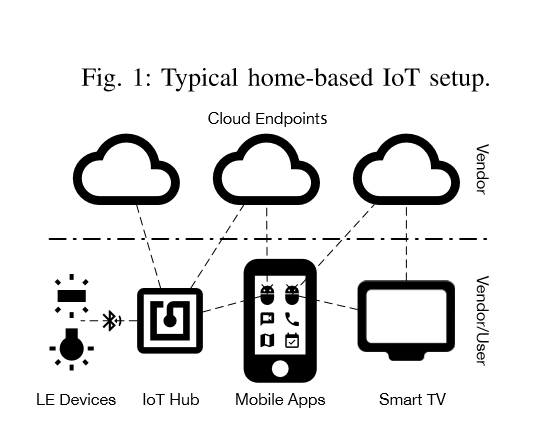 Fig. 1: Typical home-based IoT setup.
Cloud Endpoints
Vendor
Vendor/User
LE Devices IoT Hub Mobile Apps Smart TV